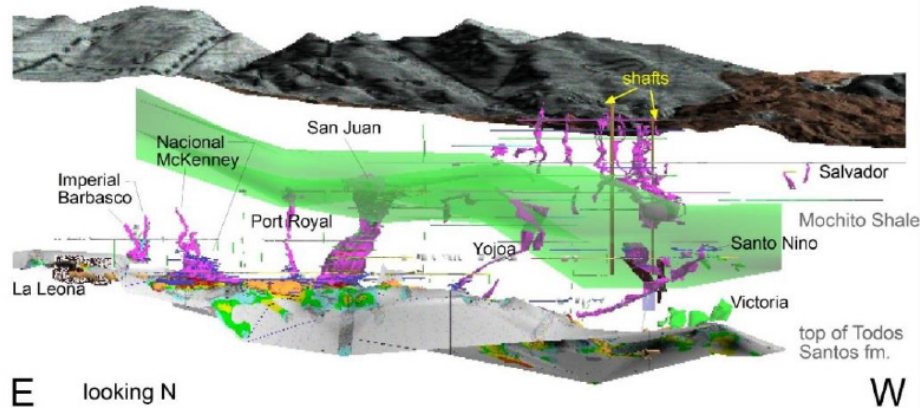 shafts
San Juan
Nacional
McKenney
Imperial
Barbasco
Salvador
Port Royal
Mochito Shale
Yojoa
Santo Nino
La Leona
Victoria
top of Todos
Santos fm.
E looking N W